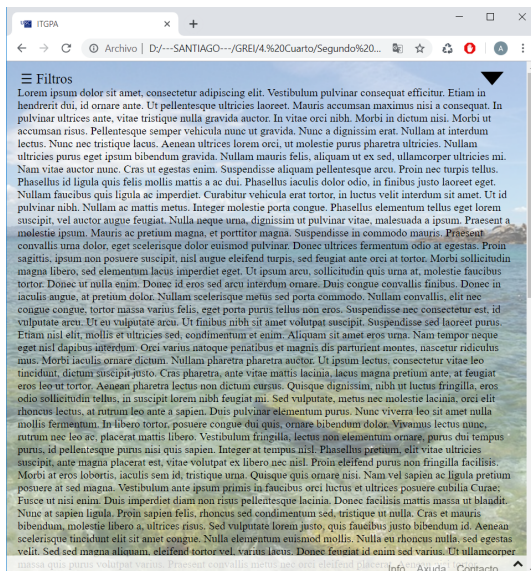 ITGPA
Archivo | D:/---SANTIAGO---/GREI/4.%20Cuarto/Segundo%20...
A
☰ Filtros
Lorem ipsum dolor sit amet, consectetur adipiscing elit. Vestibulum pulvinar consequat efficitur. Etiam in
hendrerit dui, id ornare ante. Ut pellentesque ultricies laoreet. Mauris accumsan maximus nisi a consequat. In
pulvinar ultrices ante, vitae tristique nulla gravida auctor. In vitae orci nibh. Morbi in dictum nisi. Morbi ut
accumsan risus. Pellentesque semper vehicula nunc ut gravida. Nunc a dignissim erat. Nullam at interdum
lectus. Nunc nec tristique lacus. Aenean ultrices lorem orci, ut molestie purus pharetra ultricies. Nullam
ultricies purus eget ipsum bibendum gravida. Nullam mauris felis, aliquam ut ex sed, ullamcorper ultricies mi.
Nam vitae auctor nunc. Cras ut egestas enim. Suspendisse aliquam pellentesque arcu. Proin nec turpis tellus.
Phasellus id ligula quis felis mollis mattis a ac dui. Phasellus iaculis dolor odio, in finibus justo laoreet eget.
Nullam faucibus quis ligula ac imperdiet. Curabitur vehicula erat tortor, in luctus velit interdum sit amet. Ut id
pulvinar nibh. Nullam ac mattis metus. Integer molestie porta congue. Phasellus elementum tellus eget lorem
suscipit, vel auctor augue feugiat. Nulla neque urna, dignissim ut pulvinar vitae, malesuada a ipsum. Praesent a
molestie ipsum. Mauris ac pretium magna, et porttitor magna. Suspendisse in commodo mauris. Praesent
convallis urna dolor, eget scelerisque dolor euismod pulvinar. Donec ultrices fermentum odio at egestas. Proin
sagittis, ipsum non posuere suscipit, nisl augue eleifend turpis, sed feugiat ante orci at tortor. Morbi sollicitudin
magna libero, sed elementum lacus imperdiet eget. Ut ipsum arcu, sollicitudin quis urna at, molestie faucibus
tortor. Donec ut nulla enim. Donec id eros sed arcu interdum ornare. Duis congue convallis finibus. Donec in
iaculis augue, at pretium dolor. Nullam scelerisque metus sed porta commodo. Nullam convallis, elit nec
congue congue, tortor massa varius felis, eget porta purus tellus non eros. Suspendisse nec consectetur est, id
vulputate arcu. Ut eu vulputate arcu. Ut finibus nibh sit amet volutpat suscipit. Suspendisse sed laoreet purus.
Etiam nisl elit, mollis et ultricies sed, condimentum et enim. Aliquam sit amet eros urna. Nam tempor neque
eget nisl dapibus interdum. Orci varius natoque penatibus et magnis dis parturient montes, nascetur ridiculus
mus. Morbi iaculis ornare dictum. Nullam pharetra pharetra auctor. Ut ipsum lectus, consectetur vitae leo
tincidunt, dictum suscipit justo. Cras pharetra, ante vitae mattis lacinia, lacus magna pretium ante, at feugiat
eros leo ut tortor. Aenean pharetra lectus non dictum cursus. Quisque dignissim, nibh ut luctus fringilla, eros
odio sollicitudin tellus, in suscipit lorem nibh feugiat mi. Sed vulputate, metus nec molestie lacinia, orci elit
rhoncus lectus, at rutrum leo ante a sapien. Duis pulvinar elementum purus. Nunc viverra leo sit amet nulla
mollis fermentum. In libero tortor, posuere congue dui quis, ornare bibendum dolor. Vivamus lectus nunc,
rutrum nec leo ac, placerat mattis libero. Vestibulum fringilla, lectus non elementum ornare, purus dui tempus
purus, id pellentesque purus nisi quis sapien. Integer at tempus nisl. Phasellus pretium, elit vitae ultricies
suscipit, ante magna placerat est, vitae volutpat ex libero nec nisl. Proin eleifend purus non fringilla facilisis.
Morbi at eros lobortis, iaculis sem id, tristique urna. Quisque quis ornare nisi. Nam vel sapien ac ligula pretium
posuere at sed magna. Vestibulum ante ipsum primis in faucibus orci luctus et ultrices posuere cubilia Curae;
Fusce ut nisi enim. Duis imperdiet diam non risus pellentesque lacinia. Donec facilisis mattis massa ut blandit.
Nunc at sapien ligula. Proin sapien felis, rhoncus sed condimentum sed, tristique ut nulla. Cras et mauris
bibendum, molestie libero a, ultrices risus. Sed vulputate lorem justo, quis faucibus justo bibendum id. Aenean
scelerisque tincidunt elit sit amet congue. Nulla elementum euismod mollis. Nulla eu rhoncus nulla, sed mattis
velit. Sed sed magna aliquam, eleifend tortor vel, varius lacus. Donec feugiat id enim sed varius. Ut ullamcorper
massa quis purus volutpat varius.
Info Ayuda Contacto